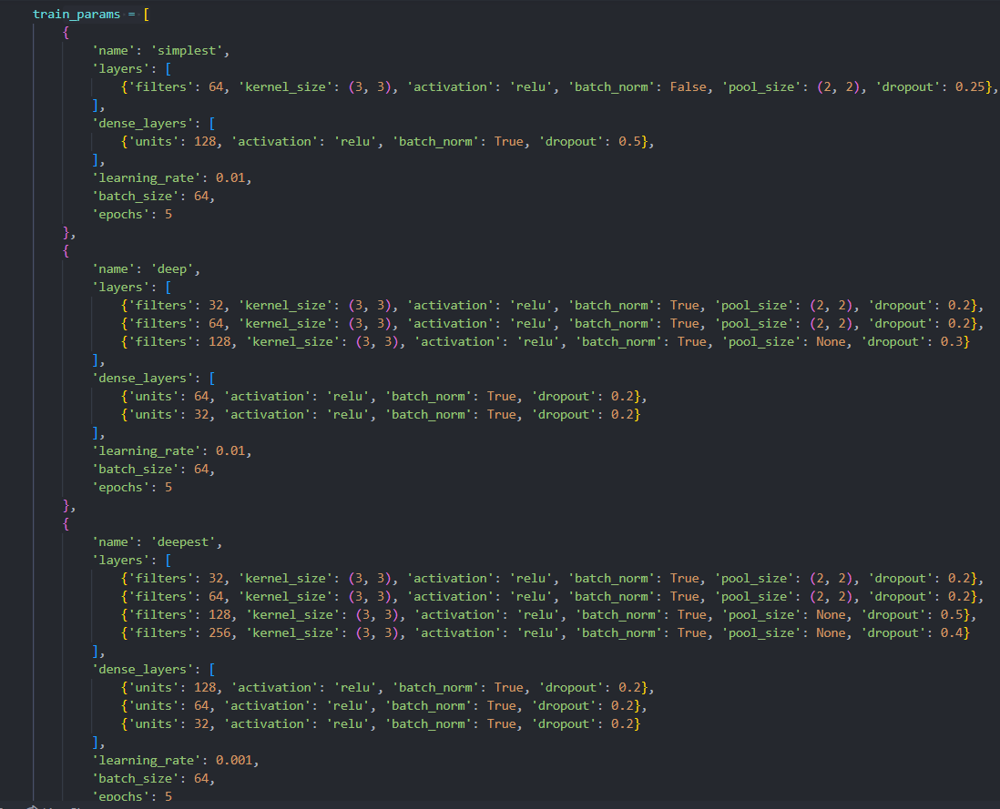 train_params = [
{
'name': 'simplest',
'layers': [
{'filters': 64, 'kernel_size': (3, 3), 'activation': 'relu', 'batch_norm': False, 'pool_size': (2, 2), 'dropout': 0.25},
],
'dense_layers': [
{'units': 128, 'activation': 'relu', 'batch_norm': True, 'dropout': 0.5},
],
'learning_rate': 0.01,
'batch_size': 64,
'epochs': 5
},
{
'name': 'deep',
'layers': [
{'filters': 32, 'kernel_size': (3, 3), 'activation': 'relu', 'batch_norm': True, 'pool_size': (2, 2), 'dropout': 0.2},
{'filters': 64, 'kernel_size': (3, 3), 'activation': 'relu', 'batch_norm': True, 'pool_size': (2, 2), 'dropout': 0.2},
{'filters': 128, 'kernel_size': (3, 3), 'activation': 'relu', 'batch_norm': True, 'pool_size': None, 'dropout': 0.3}
],
'dense_layers': [
{'units': 64, 'activation': 'relu', 'batch_norm': True, 'dropout': 0.2},
{'units': 32, 'activation': 'relu', 'batch_norm': True, 'dropout': 0.2}
],
'learning_rate': 0.01,
'batch_size': 64,
'epochs': 5
},
{
'name': 'deepest',
'layers': [
{'filters': 32, 'kernel_size': (3, 3), 'activation': 'relu', 'batch_norm': True, 'pool_size': (2, 2), 'dropout': 0.2},
{'filters': 64, 'kernel_size': (3, 3), 'activation': 'relu', 'batch_norm': True, 'pool_size': (2, 2), 'dropout': 0.2},
{'filters': 128, 'kernel_size': (3, 3), 'activation': 'relu', 'batch_norm': True, 'pool_size': None, 'dropout': 0.5},
{'filters': 256, 'kernel_size': (3, 3), 'activation': 'relu', 'batch_norm': True, 'pool_size': None, 'dropout': 0.4}
],
'dense_layers': [
{'units': 128, 'activation': 'relu', 'batch_norm': True, 'dropout': 0.2},
{'units': 64, 'activation': 'relu', 'batch_norm': True, 'dropout': 0.2},
{'units': 32, 'activation': 'relu', 'batch_norm': True, 'dropout': 0.2}
],
'learning_rate': 0.001,
'batch_size': 64,
'epochs': 5